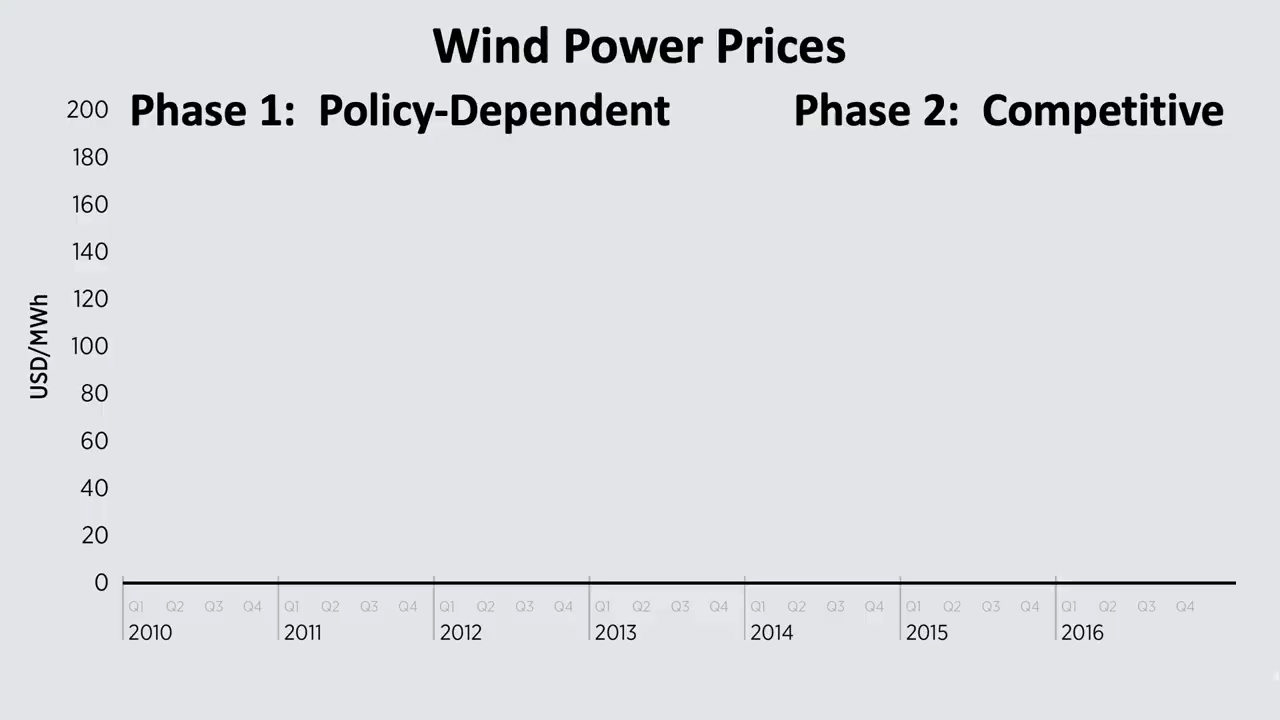 Wind Power Prices
Phase 1: Policy-Dependent
Phase 2: Competitive
200
180
160
140
120
100
80
60
40
20
0
USD/MWh
Q1 Q2 Q3 Q4 Q1 Q2 Q3 Q4 Q1 Q2 Q3 Q4 Q1 Q2 Q3 Q4 Q1 Q2 Q3 Q4 Q1 Q2 Q3 Q4 Q1 Q2 Q3 Q4
2010 2011 2012 2013 2014 2015 2016